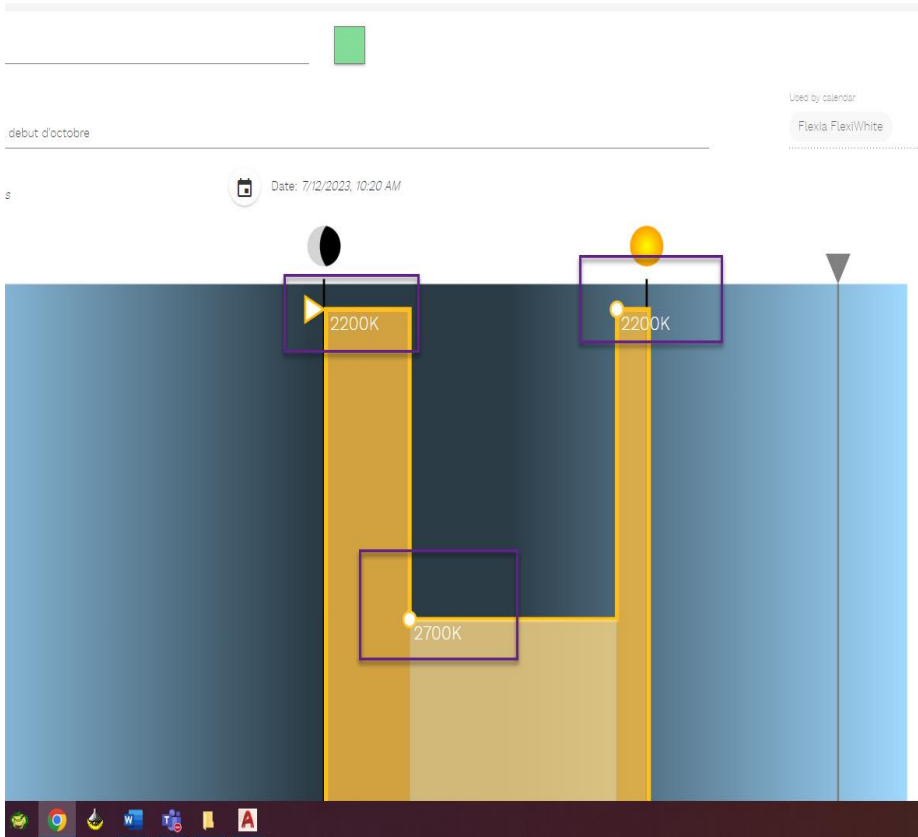 Used by calendar
Flexia FlexiWhite
debut d'octobre
s
Date: 7/12/2023, 10:20 AM
2200K
2200K
2700K